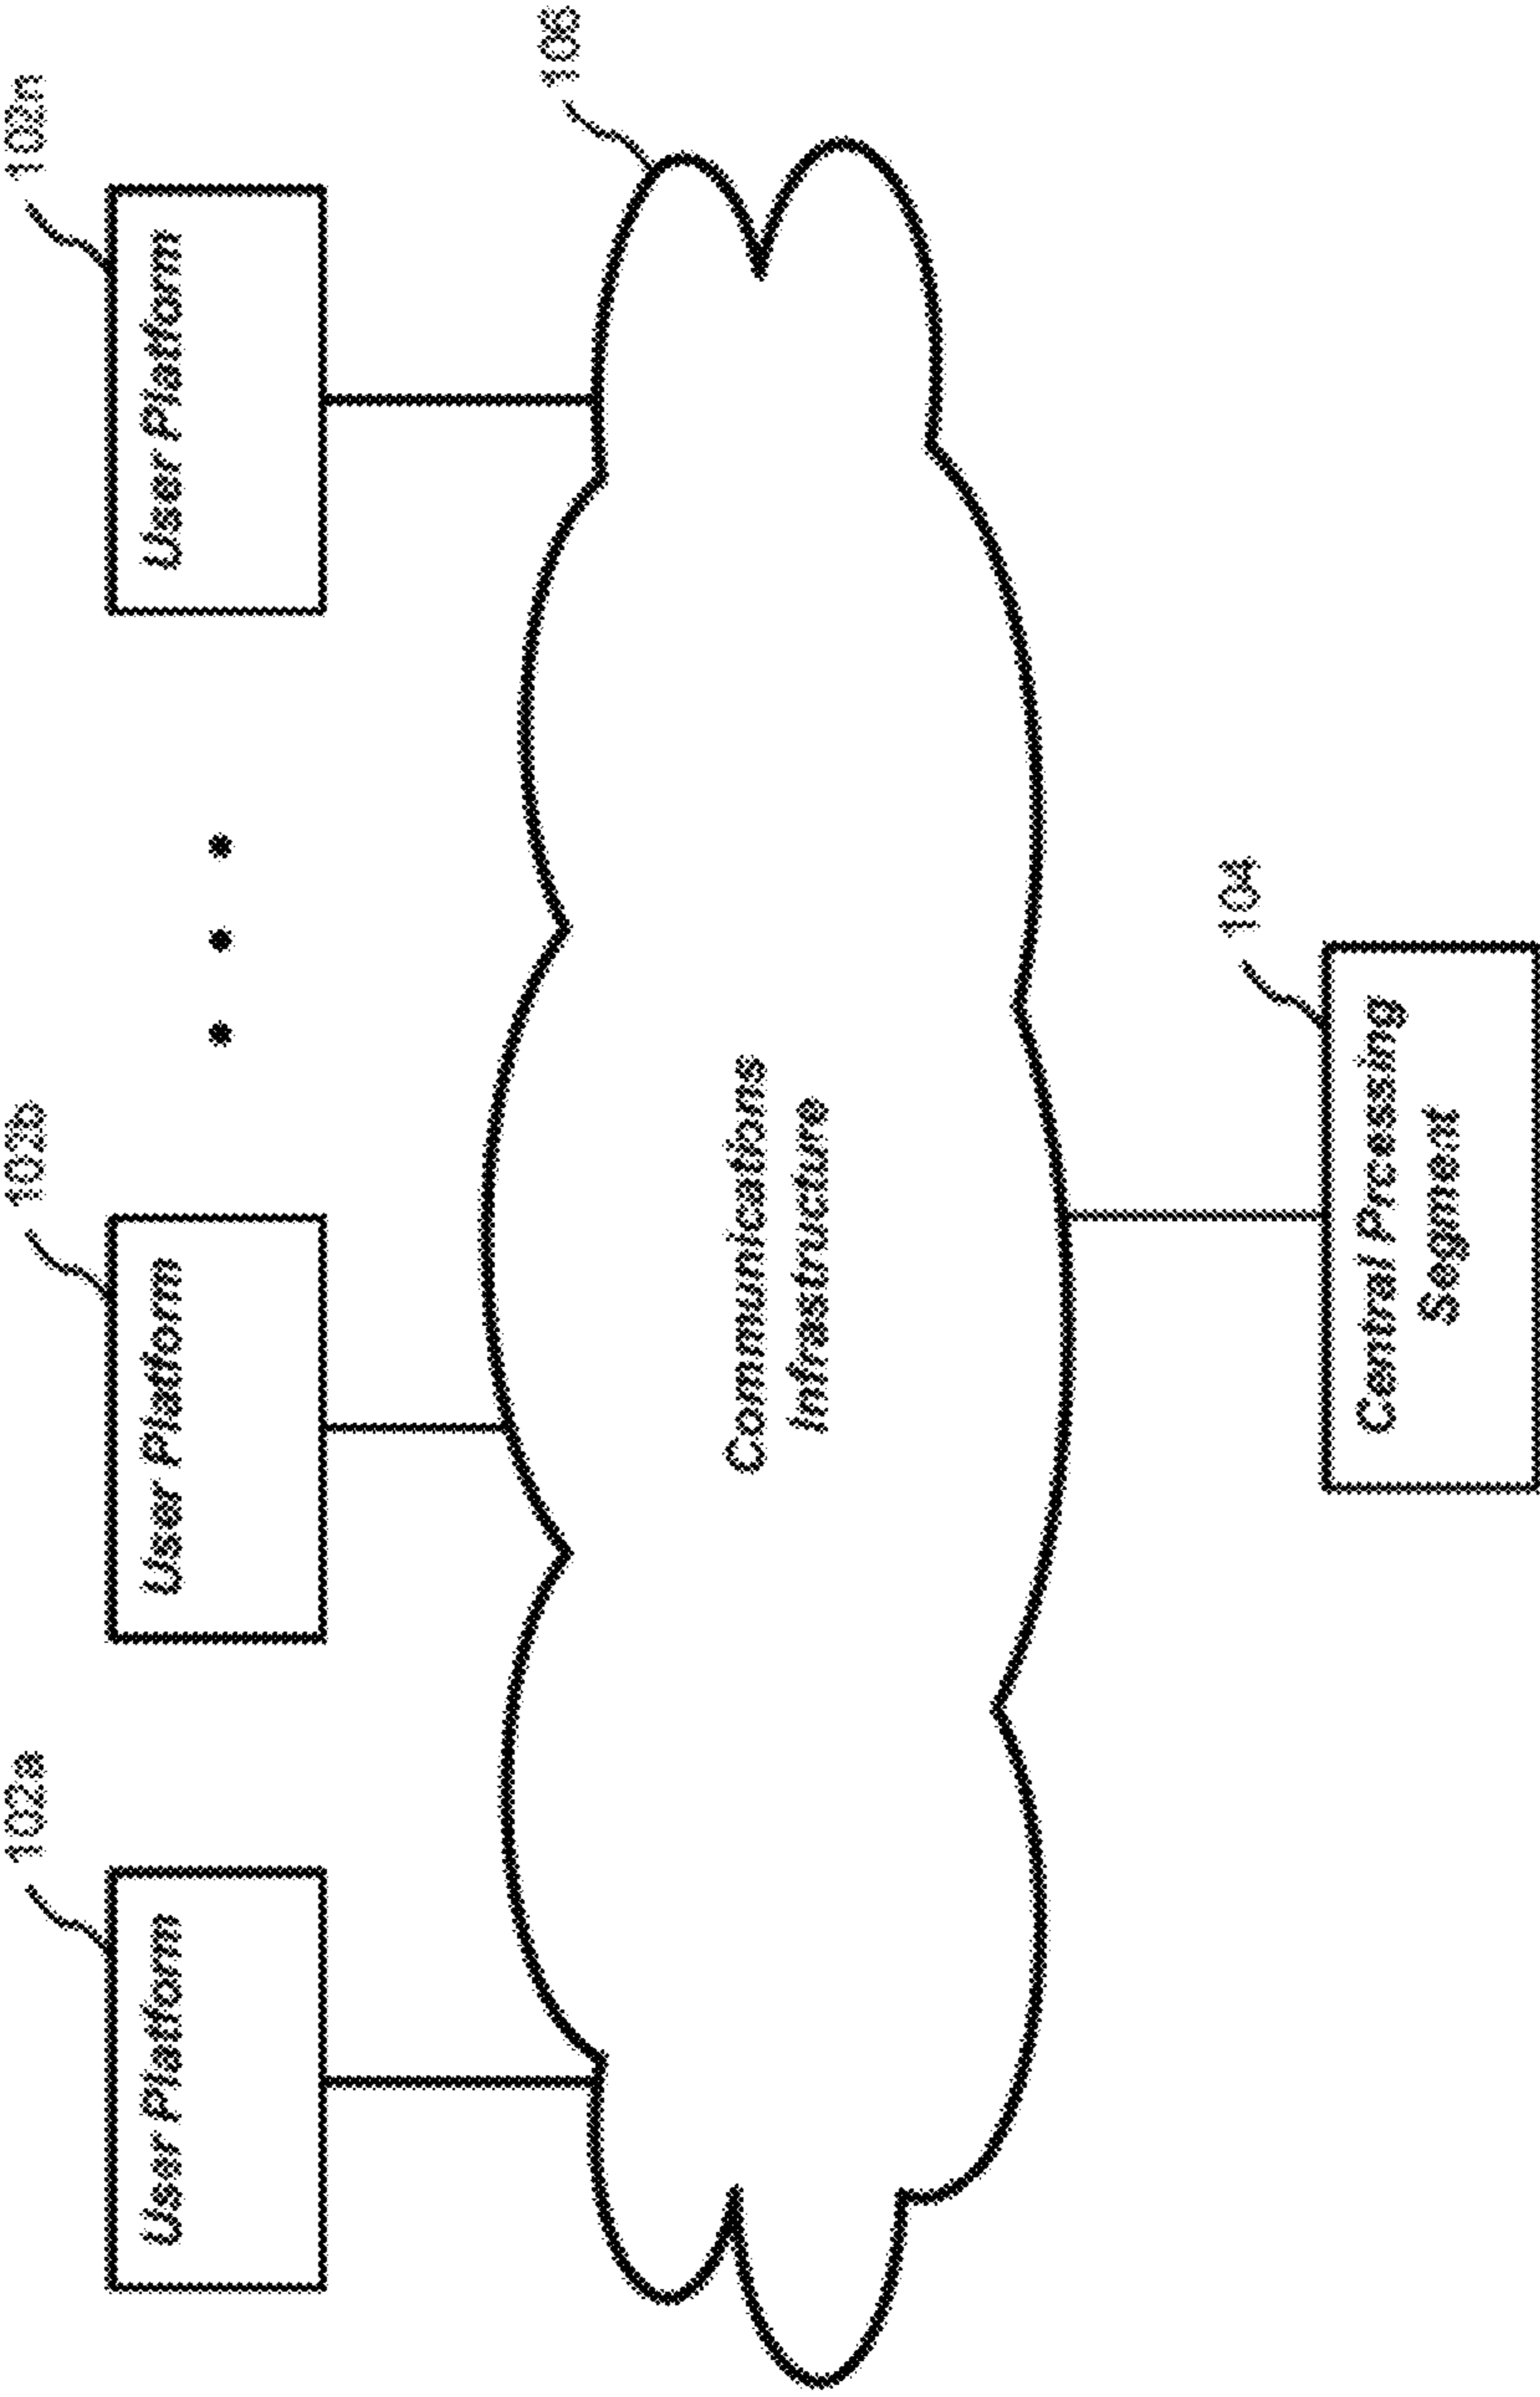 102a
102b
102n
User Platform
User Platform
User Platform
106
Communications
Infrastructure
104
Central Processing
Segment